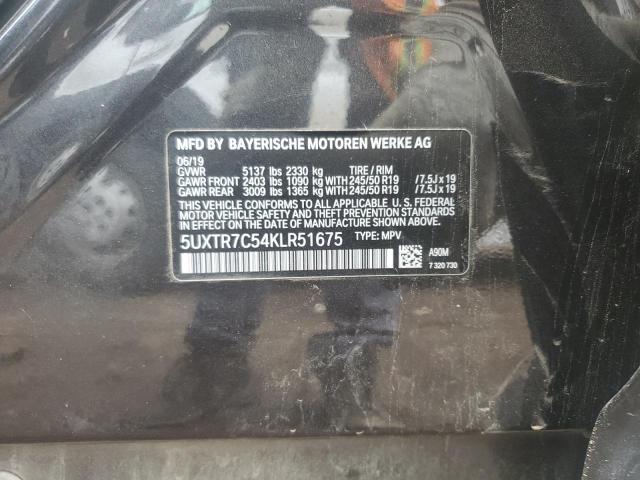 MFD BY BAYERISCHE MOTOREN WERKE AG
06/19
GVWR 5137 lbs 2330 kg TIRE / RIM
GAWR FRONT 2403 lbs 1090 kg WITH 245/50 R19 /7.5J x 19
GAWR REAR 3009 lbs 1365 kg WITH 245/50 R19 /7.5J x 19
THIS VEHICLE CONFORMS TO ALL APPLICABLE U. S. FEDERAL
MOTOR VEHICLE SAFETY, BUMPER, AND THEFT PREVENTION
STANDARDS IN EFFECT ON THE DATE OF MANUFACTURE SHOWN ABOVE.
5UXTR7C54KLR51675 TYPE: MPV
A90M
7 320 730